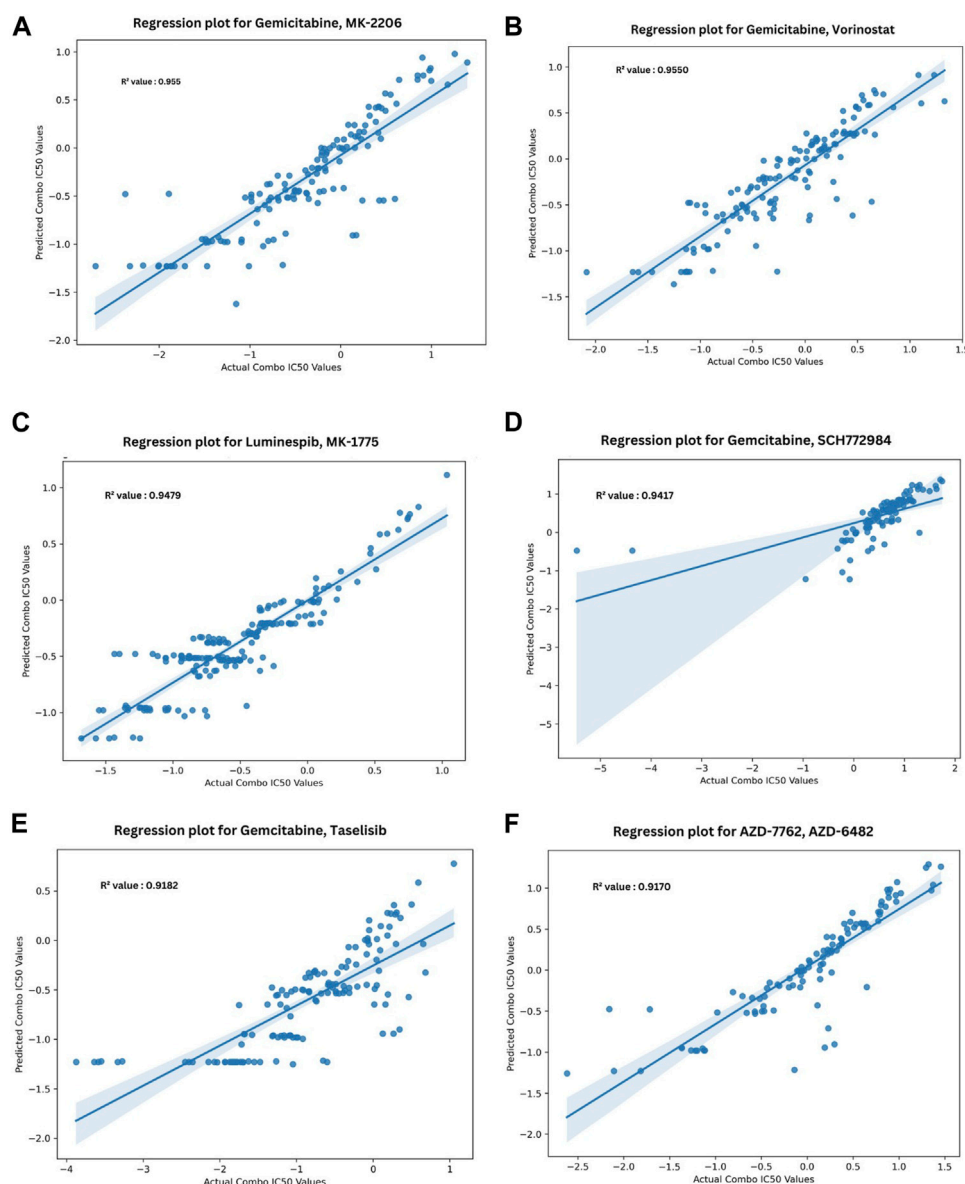 A
Regression plot for Gemicitabine, MK-2206
R² value : 0.955
Predicted Combo IC50 Values
1.0
0.5
0.0
−0.5
−1.0
−1.5
−2.0
−2
−1
0
1
Actual Combo IC50 Values
B
Regression plot for Gemicitabine, Vorinostat
R² value : 0.9550
Predicted Combo IC50 Values
1.0
0.5
0.0
−0.5
−1.0
−1.5
−2.0
−1.5
−1.0
−0.5
0.0
0.5
1.0
1.5
Actual Combo IC50 Values
C
Regression plot for Luminespib, MK-1775
R² value : 0.9479
Predicted Combo IC50 Values
1.0
0.5
0.0
−0.5
−1.0
−1.5
−1.0
−0.5
0.0
0.5
1.0
Actual Combo IC50 Values
D
Regression plot for Gemcitabine, SCH772984
R² value : 0.9417
Predicted Combo IC50 Values
1
0
−1
−2
−3
−4
−5
−5
−4
−3
−2
−1
0
1
2
Actual Combo IC50 Values
E
Regression plot for Gemcitabine, Taselisib
R² value : 0.9182
Predicted Combo IC50 Values
0.5
0.0
−0.5
−1.0
−1.5
−2.0
−4
−3
−2
−1
0
1
Actual Combo IC50 Values
F
Regression plot for AZD-7762, AZD-6482
R² value : 0.9170
Predicted Combo IC50 Values
1.0
0.5
0.0
−0.5
−1.0
−1.5
−2.0
−2.5
−2.0
−1.5
−1.0
−0.5
0.0
0.5
1.0
1.5
Actual Combo IC50 Values